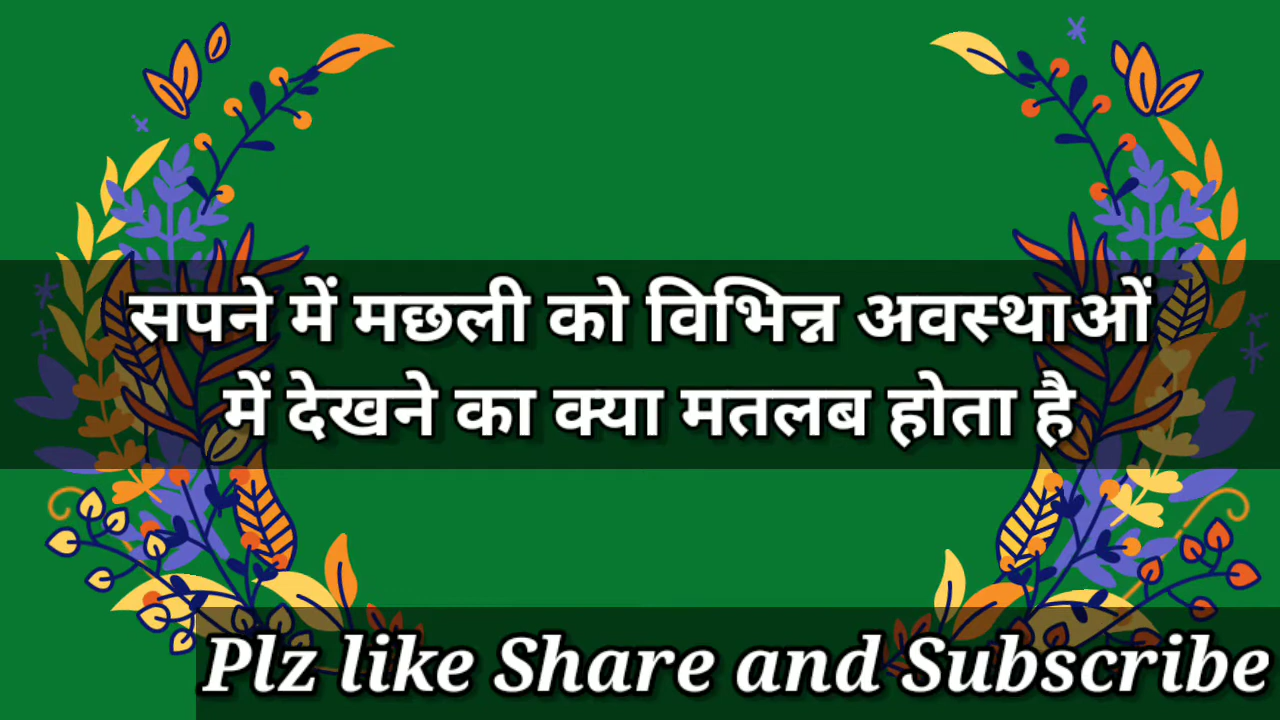 सपने में मछली को विभिन्न अवस्थाओं
में देखने का क्या मतलब होता है
Plz like Share and Subscribe